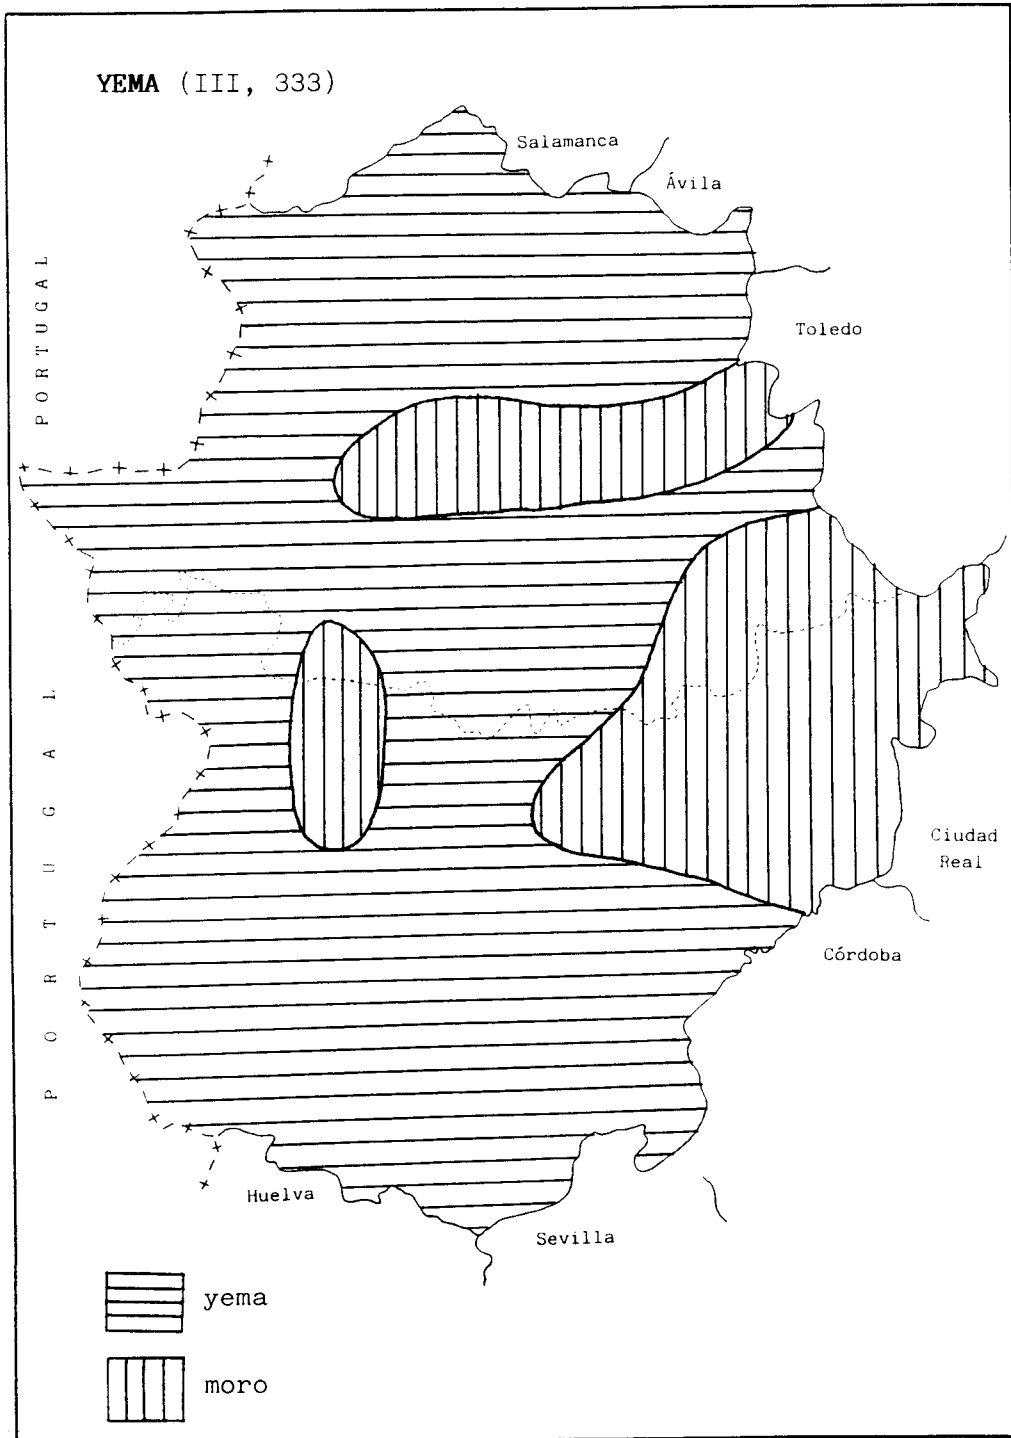 YEMA (III, 333)
Salamanca
Ávila
PORTUGAL
Toledo
PORTUGAL
Ciudad
Real
Córdoba
Huelva
Sevilla
yema
moro